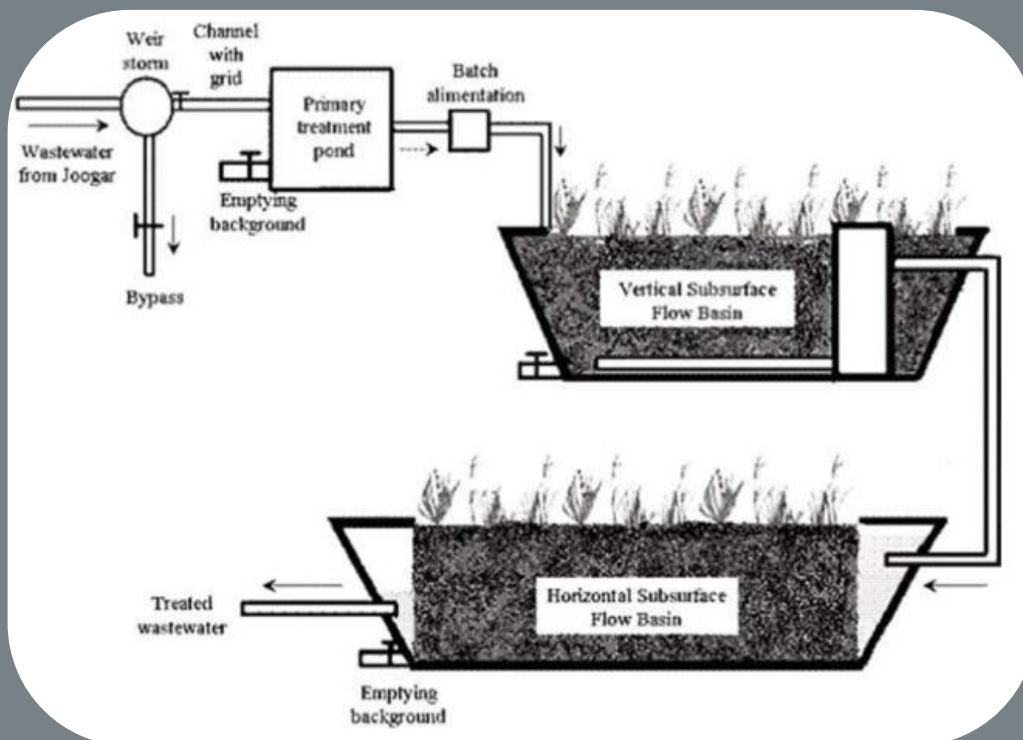 Weir
storm
Channel
with
grid
Wastewater
from Joogar
Bypass
Primary
treatment
pond
Emptying
background
Batch
alimentation
Vertical Subsurface
Flow Basin
Horizontal Subsurface
Flow Basin
Treated
wastewater
Emptying
background